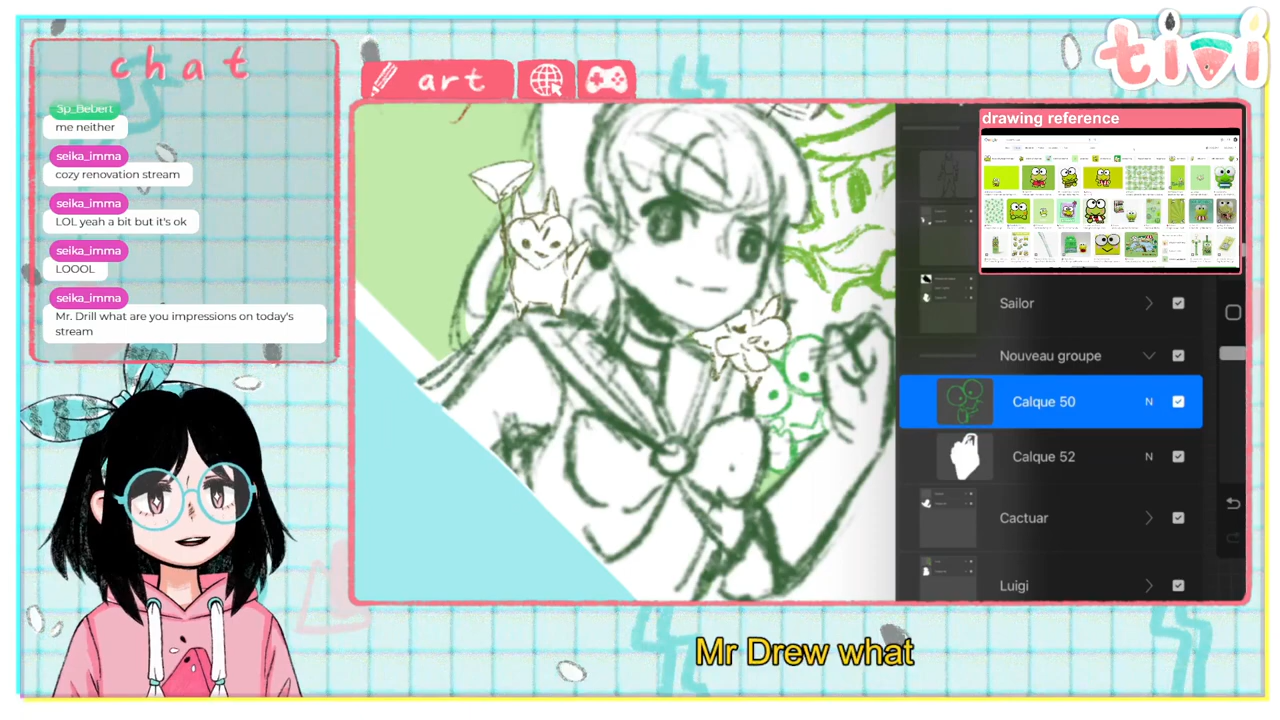 chat
Sp_Bebert
me neither
seika_imma
cozy renovation stream
seika_imma
LOL yeah a bit but it's ok
seika_imma
LOOOL
seika_imma
Mr. Drill what are you impressions on today's
stream
art
tivi
drawing reference
Sailor
Nouveau groupe
Calque 50
N
Calque 52
N
Cactuar
Luigi
Mr Drew what